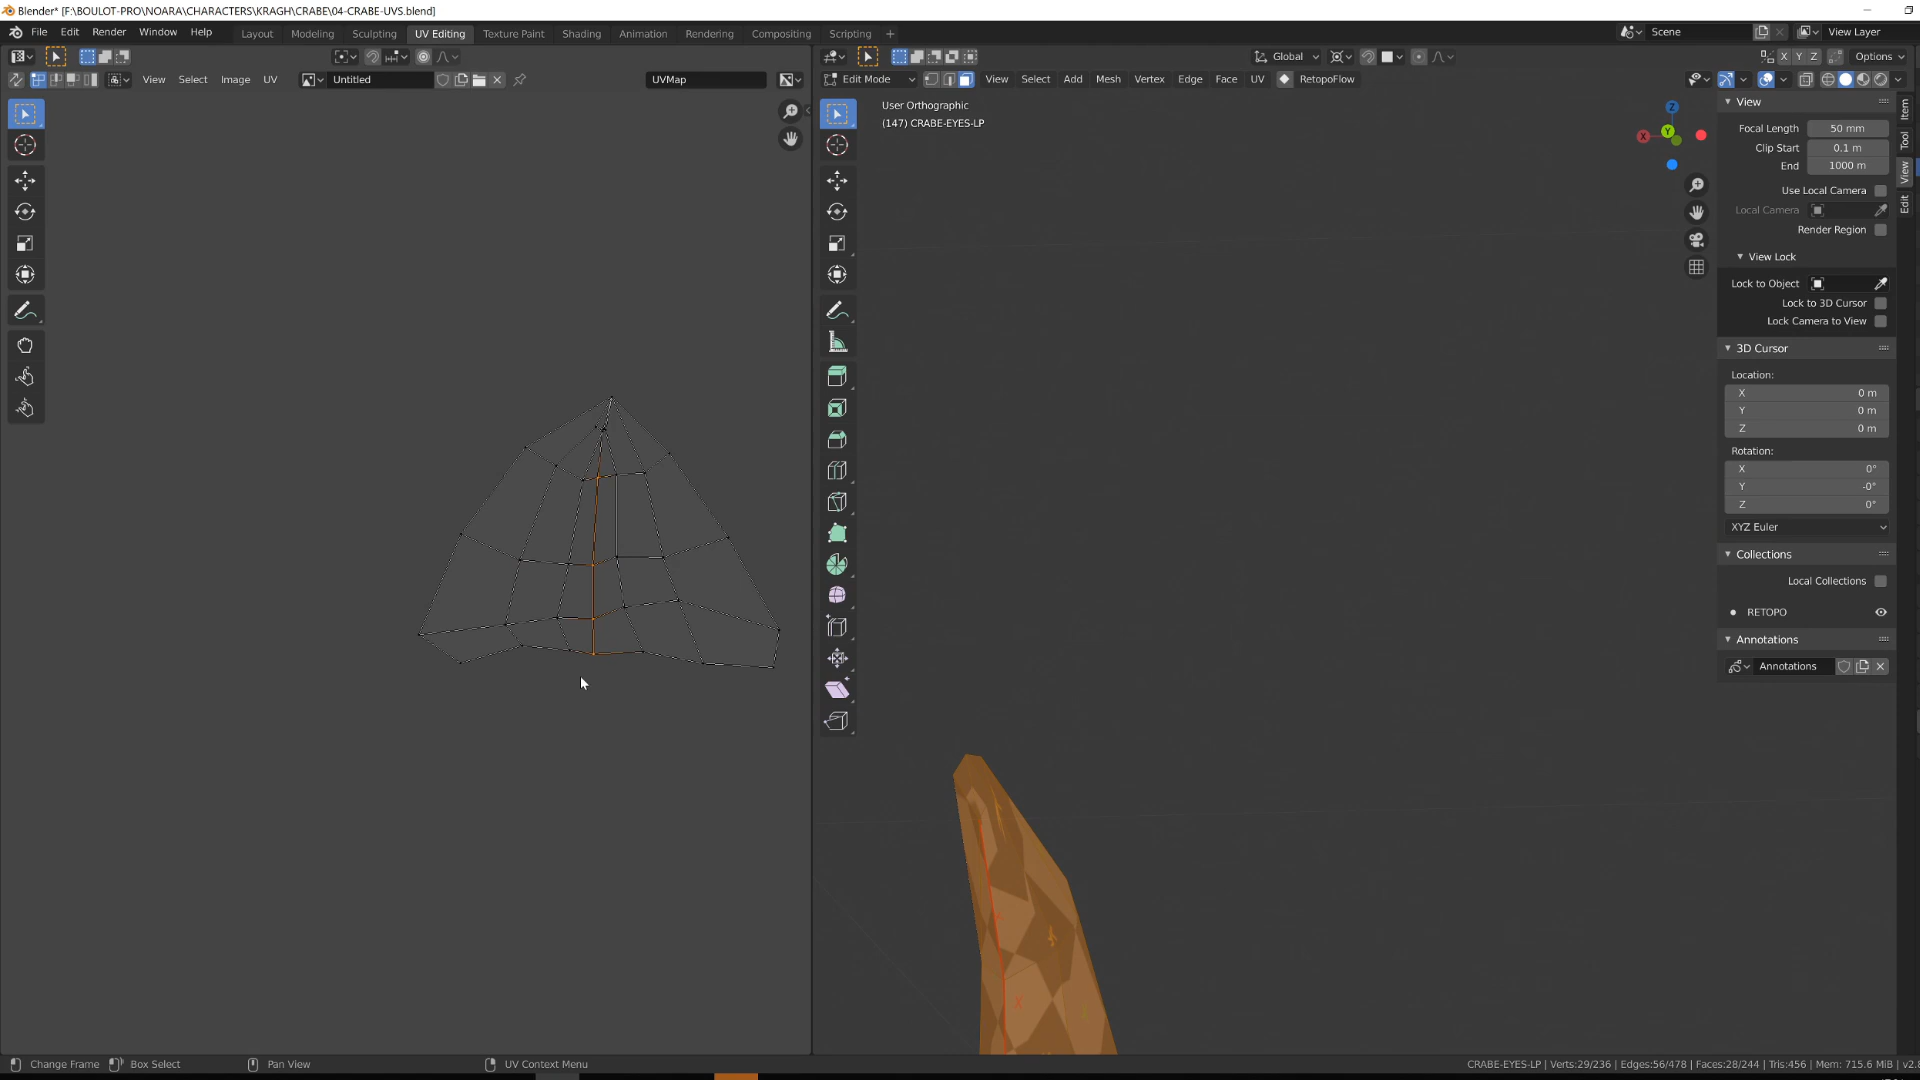 Blender* [F:\BOULOT-PRO\NOARA\CHARACTERS\KRAGH\CRABE\04-CRABE-UVS.blend]
File Edit Render Window Help Layout Modeling Sculpting UV Editing Texture Paint Shading Animation Rendering Compositing Scripting + Scene View Layer
Global X Y Z Options
View Select Image UV Untitled UVMap Edit Mode View Select Add Mesh Vertex Edge Face UV RetopoFlow
User Orthographic
(147) CRABE-EYES-LP
Z
Y
X
View
Focal Length 50 mm
Clip Start 0.1 m
End 1000 m
Use Local Camera
Local Camera
Render Region
View Lock
Lock to Object
Lock to 3D Cursor
Lock Camera to View
3D Cursor
Location:
X 0 m
Y 0 m
Z 0 m
Rotation:
X 0°
Y -0°
Z 0°
XYZ Euler
Collections
Local Collections
RETOPO
Annotations
Annotations
Item
Tool
View
Edit
Change Frame Box Select Pan View UV Context Menu CRABE-EYES-LP | Verts:29/236 | Edges:56/478 | Faces:28/244 | Tris:456 | Mem: 715.6 MiB | v2.8